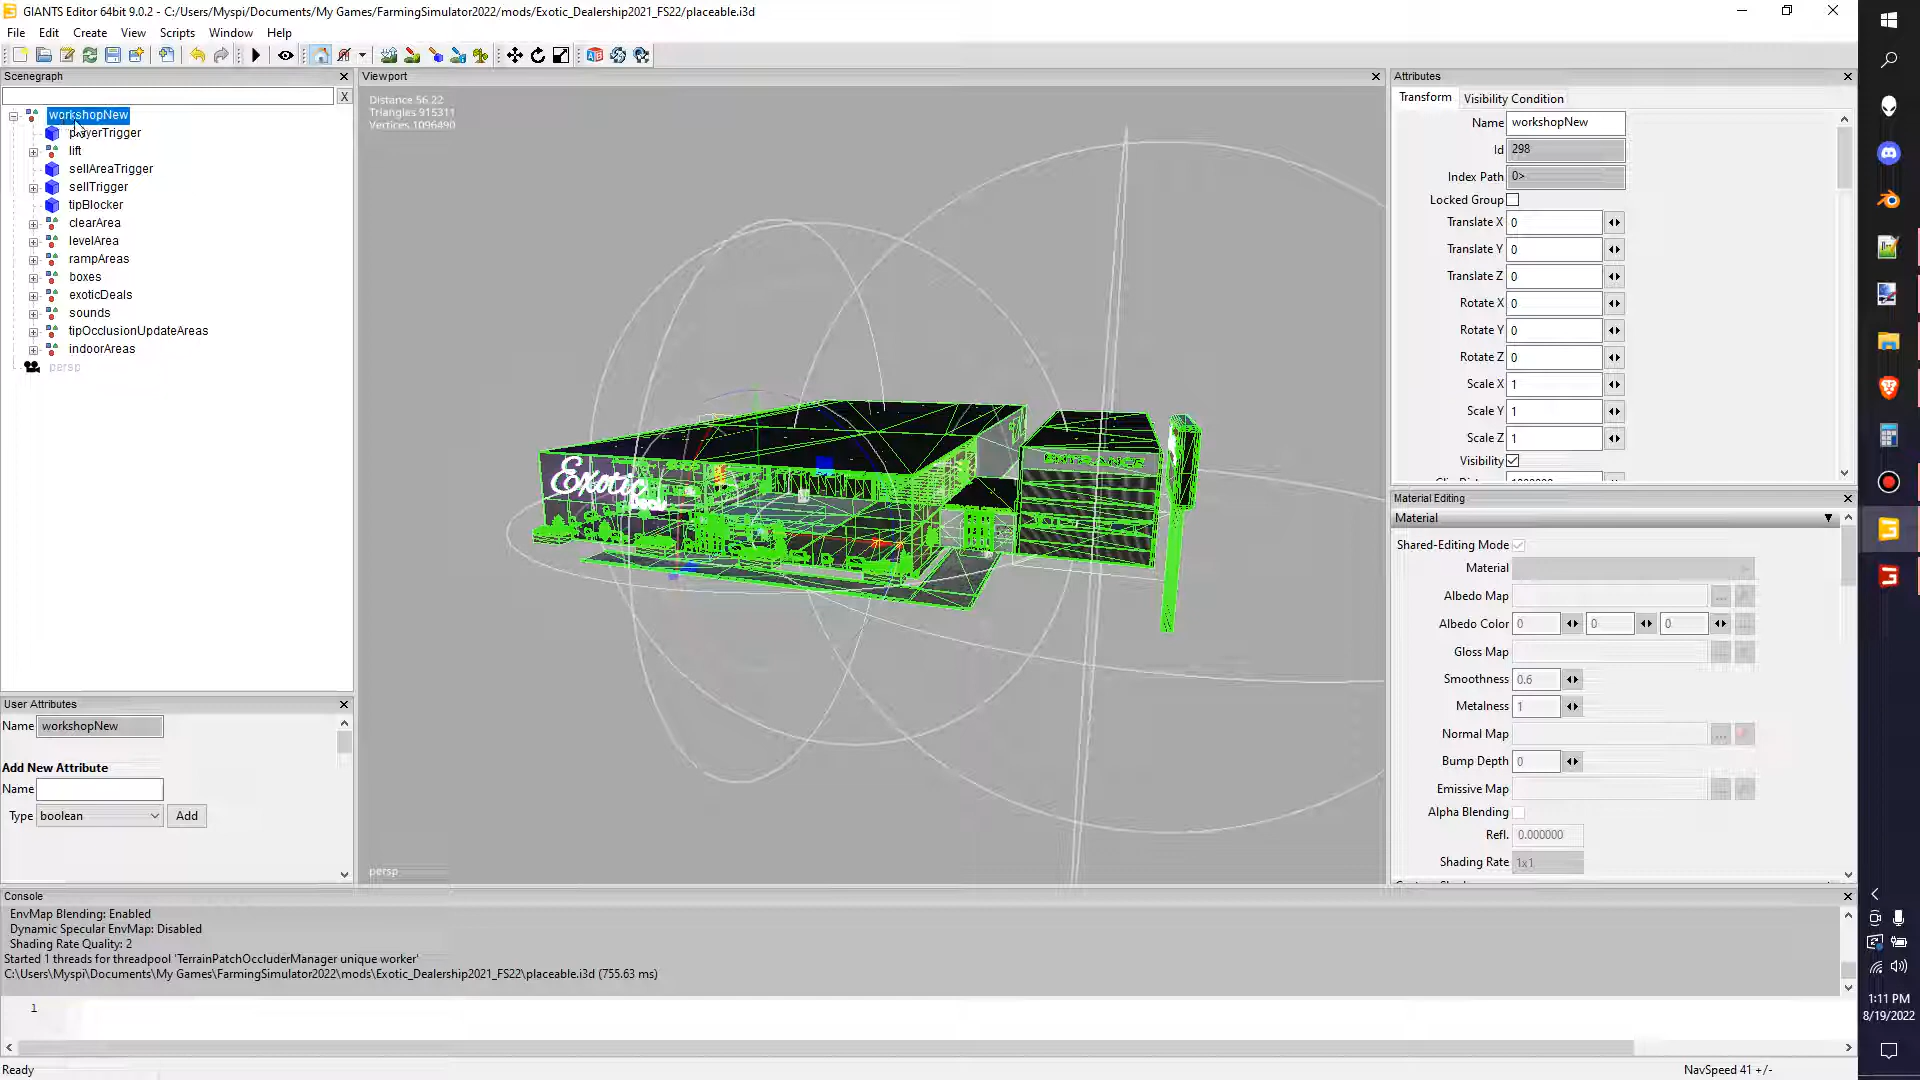 GIANTS Editor 64bit 9.0.2 - C:/Users/Myspi/Documents/My Games/FarmingSimulator2022/mods/Exotic_Dealership2021_FS22/placeable.i3d
File Edit Create View Scripts Window Help
Scenegraph
X
workshopNew
playerTrigger
lift
sellAreaTrigger
sellTrigger
tipBlocker
clearArea
levelArea
rampAreas
boxes
exoticDeals
sounds
tipOcclusionUpdateAreas
indoorAreas
persp
User Attributes
Name workshopNew
Add New Attribute
Name
Type boolean Add
Viewport
Distance 56.22
Triangles 915311
Vertices 1096490
Exotic
ENTRANCE
persp
Attributes
Transform Visibility Condition
Name workshopNew
Id 298
Index Path 0>
Locked Group
Translate X 0
Translate Y 0
Translate Z 0
Rotate X 0
Rotate Y 0
Rotate Z 0
Scale X 1
Scale Y 1
Scale Z 1
Visibility
Material Editing
Material
Shared-Editing Mode
Material
Albedo Map ...
Albedo Color 0 0 0
Gloss Map
Smoothness 0.6
Metalness 1
Normal Map ...
Bump Depth 0
Emissive Map
Alpha Blending
Refl. 0.000000
Shading Rate 1x1
Console
EnvMap Blending: Enabled
Dynamic Specular EnvMap: Disabled
Shading Rate Quality: 2
Started 1 threads for threadpool 'TerrainPatchOccluderManager unique worker'
C:\Users\Myspi\Documents\My Games\FarmingSimulator2022\mods\Exotic_Dealership2021_FS22\placeable.i3d (755.63 ms)
1
Ready
NavSpeed 41 +/-
1:11 PM
8/19/2022